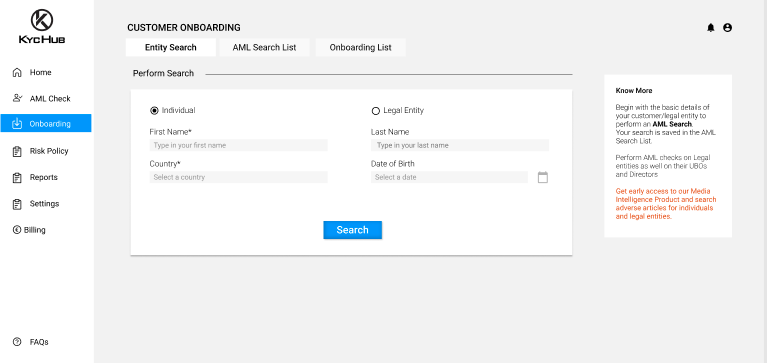 KYCHUB
Home
AML Check
Onboarding
Risk Policy
Reports
Settings
Billing
FAQs
CUSTOMER ONBOARDING
Entity Search
AML Search List
Onboarding List
Perform Search
Individual
Legal Entity
First Name*
Last Name
Type in your first name
Type in your last name
Country*
Date of Birth
Select a country
Select a date
Search
Know More
Begin with the basic details of
your customer/legal entity to
perform an AML Search.
Your search is saved in the AML
Search List.
Perform AML checks on Legal
entities as well on their UBOs
and Directors
Get early access to our Media
Intelligence Product and search
adverse articles for individuals
and legal entities.